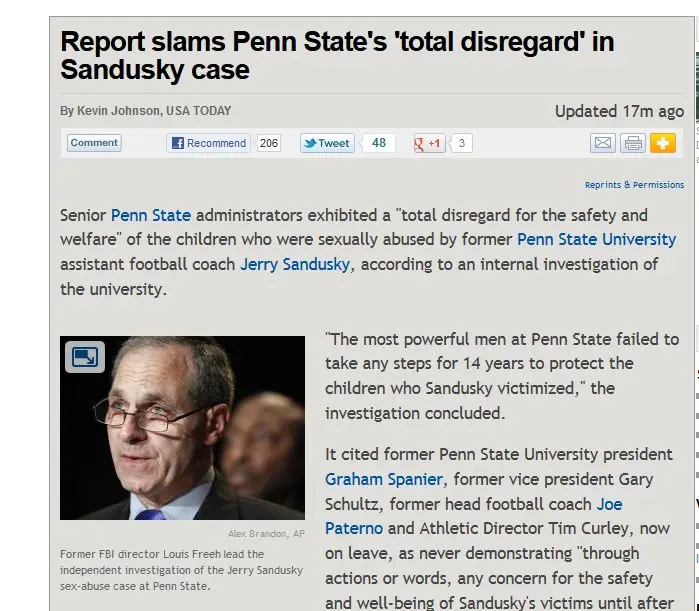 Report slams Penn State's 'total disregard' in
Sandusky case
By Kevin Johnson, USA TODAY
Updated 17m ago
Comment
Recommend 206
Tweet 48
g +1 3
Reprints & Permissions
Senior Penn State administrators exhibited a "total disregard for the safety and
welfare" of the children who were sexually abused by former Penn State University
assistant football coach Jerry Sandusky, according to an internal investigation of
the university.
Alex Brandon, AP
Former FBI director Louis Freeh lead the
independent investigation of the Jerry Sandusky
sex-abuse case at Penn State.
"The most powerful men at Penn State failed to
take any steps for 14 years to protect the
children who Sandusky victimized," the
investigation concluded.
It cited former Penn State University president
Graham Spanier, former vice president Gary
Schultz, former head football coach Joe
Paterno and Athletic Director Tim Curley, now
on leave, as never demonstrating "through
actions or words, any concern for the safety
and well-being of Sandusky's victims until after